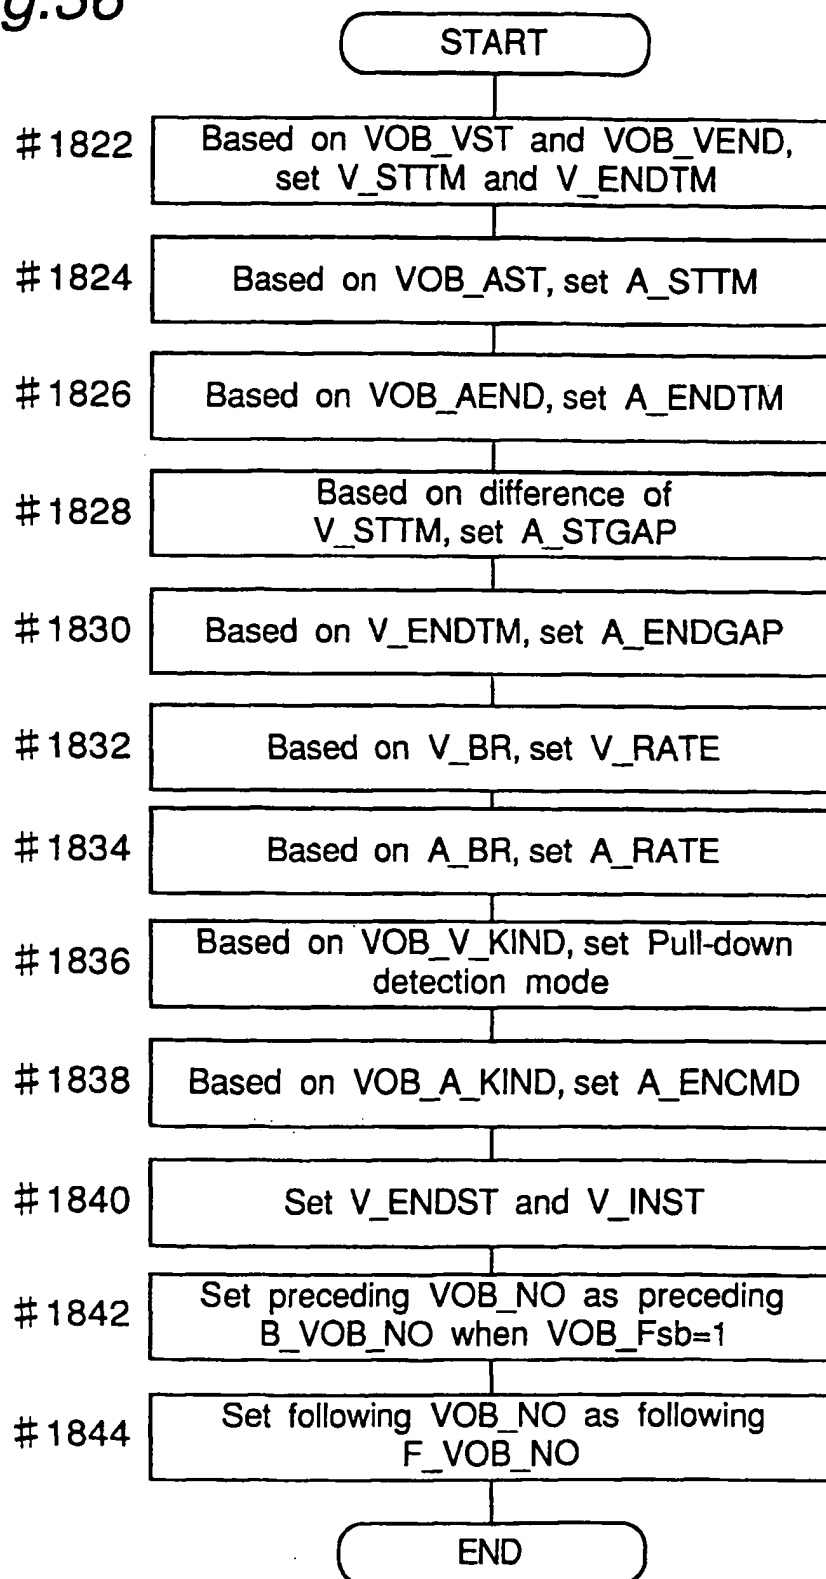 g.56
START
#1822
Based on VOB_VST and VOB_VEND,
set V_STTM and V_ENDTM
#1824
Based on VOB_AST, set A_STTM
#1826
Based on VOB_AEND, set A_ENDTM
#1828
Based on difference of
V_STTM, set A_STGAP
#1830
Based on V_ENDTM, set A_ENDGAP
#1832
Based on V_BR, set V_RATE
#1834
Based on A_BR, set A_RATE
#1836
Based on VOB_V_KIND, set Pull-down
detection mode
#1838
Based on VOB_A_KIND, set A_ENCMD
#1840
Set V_ENDST and V_INST
#1842
Set preceding VOB_NO as preceding
B_VOB_NO when VOB_Fsb=1
#1844
Set following VOB_NO as following
F_VOB_NO
END